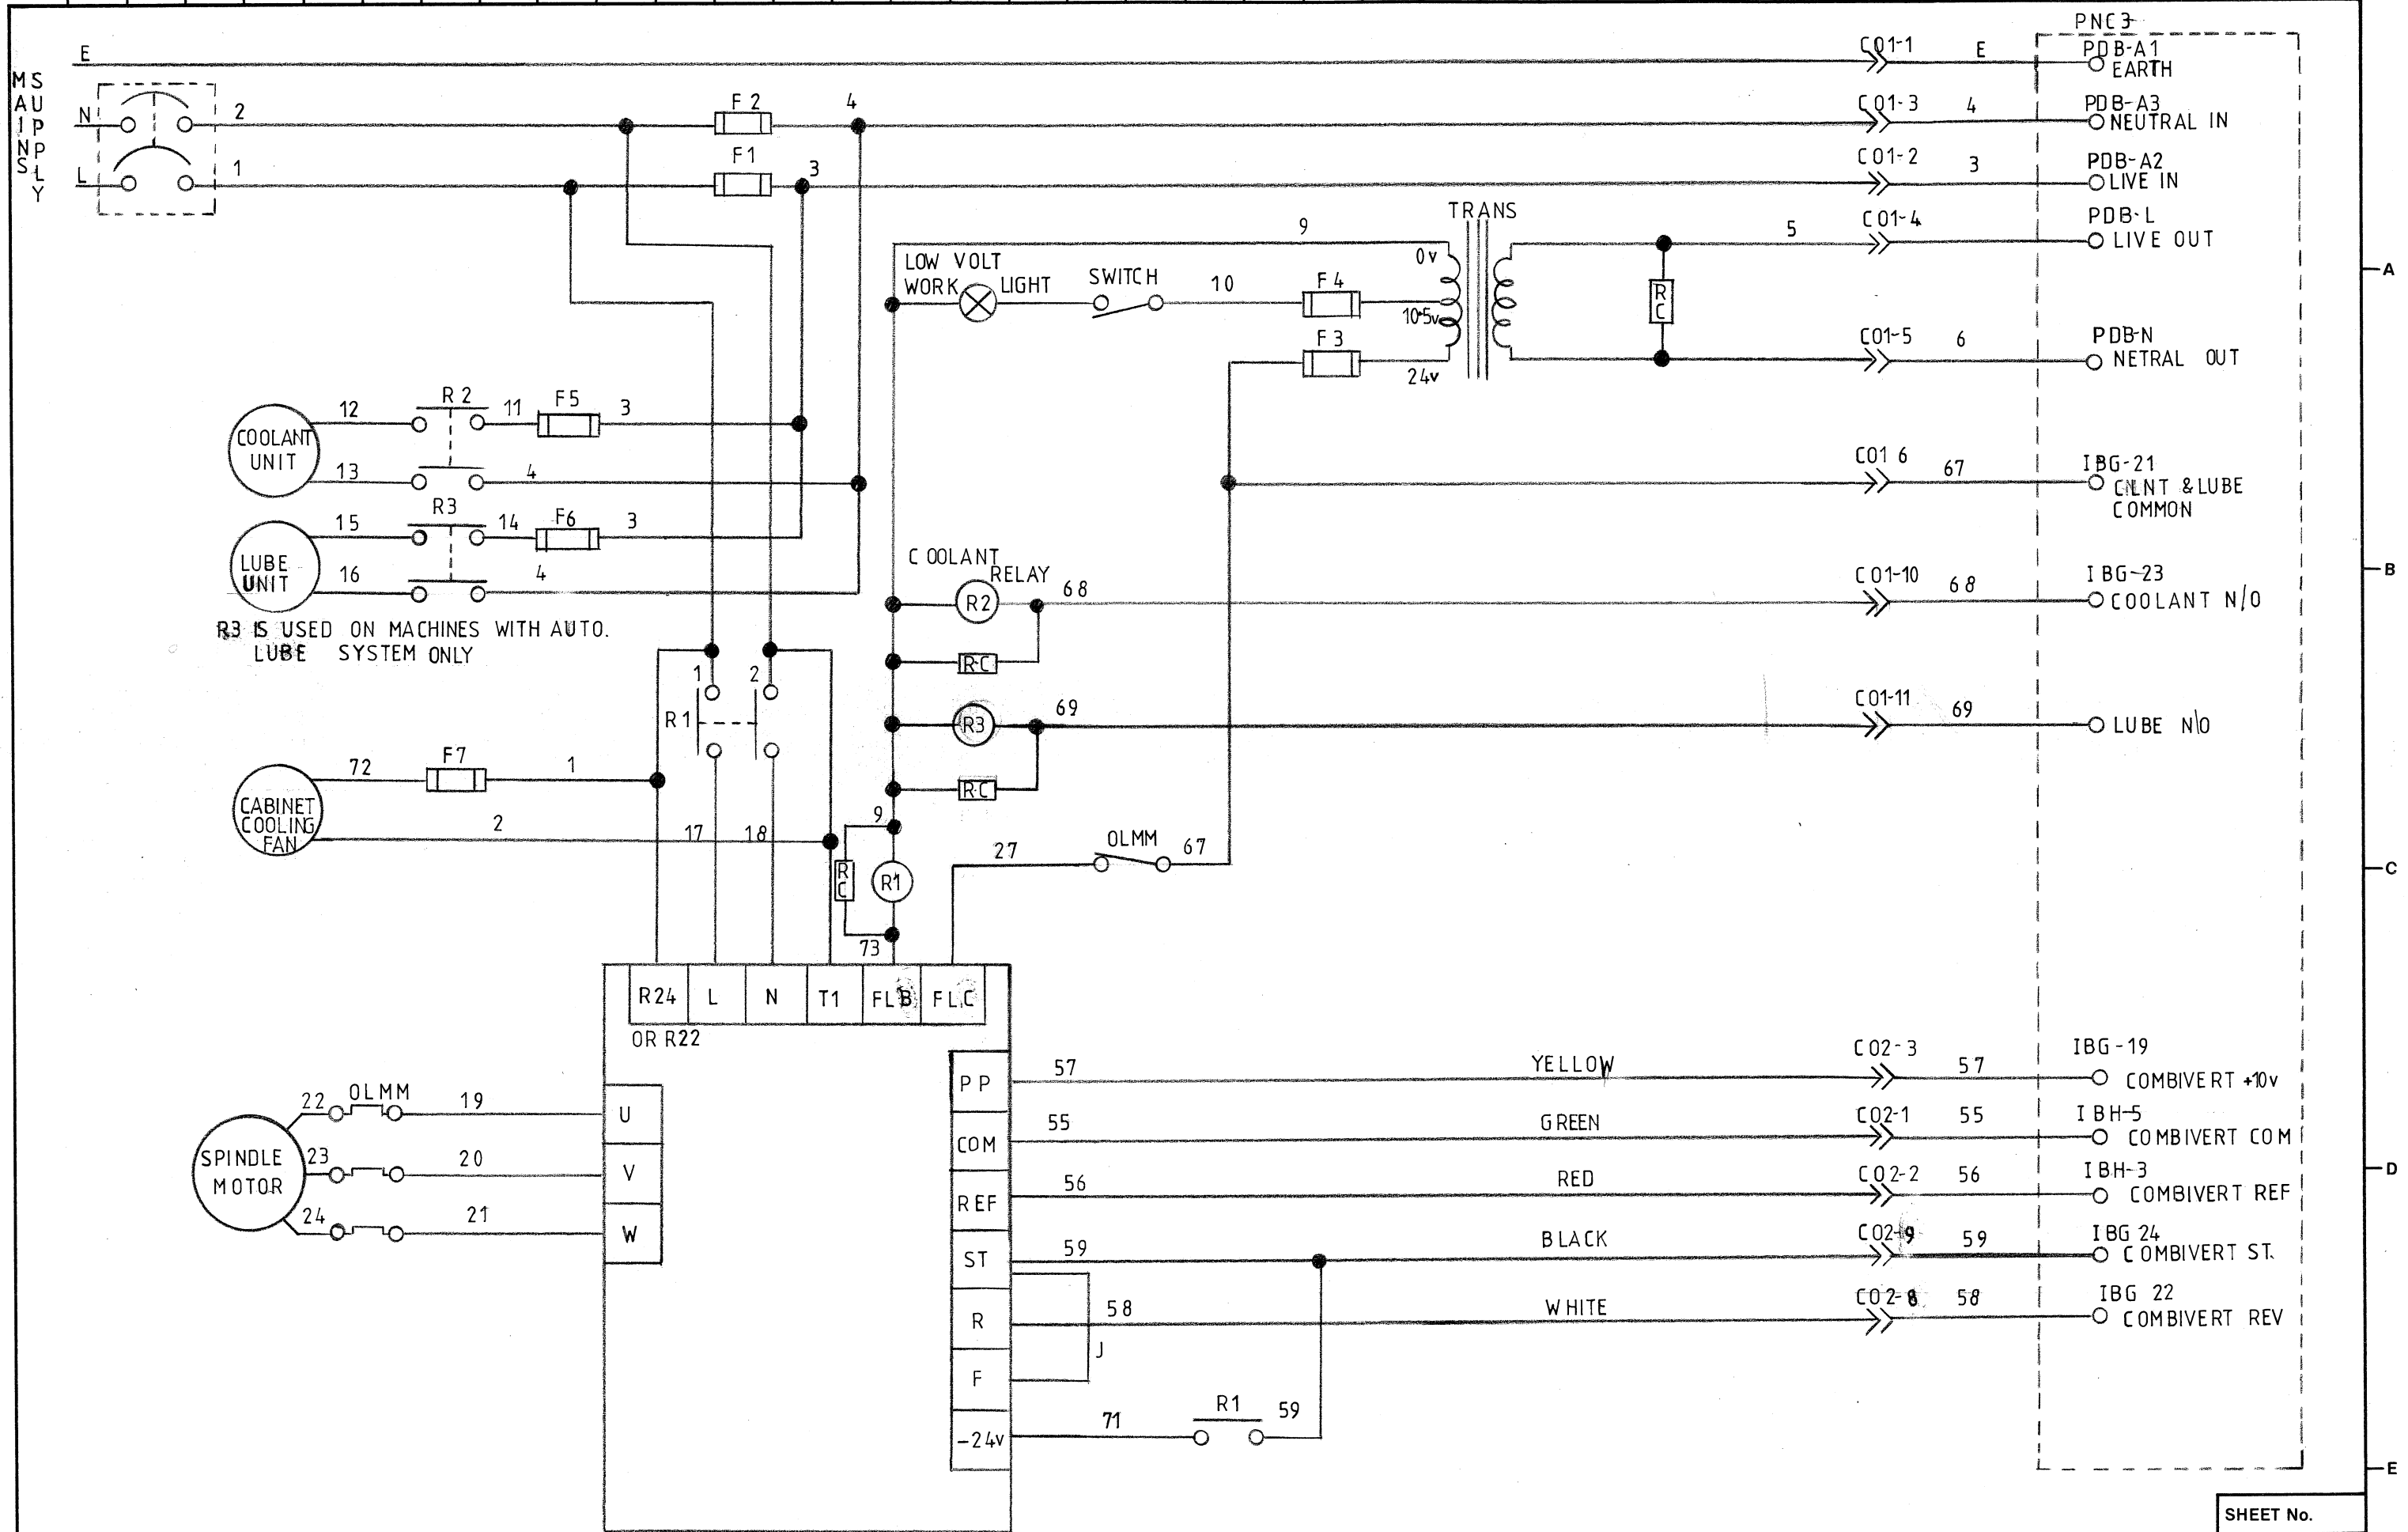 PNC3
E
C01-1
E
PDB-A1
EARTH
MAINS
SUPPLY
N
2
F2
4
C01-3
4
PDB-A3
NEUTRAL IN
L
1
F1
3
C01-2
3
PDB-A2
LIVE IN
TRANS
9
0v
5
C01-4
PDB-L
LIVE OUT
LOW VOLT
WORK LIGHT
SWITCH
10
F4
10·5v
RC
A
F3
24v
C01-5
6
PDB-N
NETRAL OUT
COOLANT
UNIT
12
R2
11
F5
3
13
4
C01 6
67
IBG-21
CLNT & LUBE
COMMON
LUBE
UNIT
15
R3
14
F6
3
16
4
COOLANT
RELAY
R2
68
C01-10
68
IBG-23
COOLANT N/O
B
R3 IS USED ON MACHINES WITH AUTO.
LUBE SYSTEM ONLY
RC
1
2
R1
R3
69
C01-11
69
LUBE N\O
RC
CABINET
COOLING
FAN
72
F7
1
2
17
18
9
RC
R1
73
27
OLMM
67
C
R24
L
N
T1
FLB
FLC
OR R22
PP
57
YELLOW
C02-3
57
IBG-19
COMBIVERT +10v
SPINDLE
MOTOR
22
OLMM
19
U
COM
55
GREEN
C02-1
55
IBH-5
COMBIVERT COM
23
20
V
REF
56
RED
C02-2
56
IBH-3
COMBIVERT REF
D
24
21
W
ST
59
BLACK
C02-9
59
IBG 24
COMBIVERT ST.
R
58
WHITE
C02-8
58
IBG 22
COMBIVERT REV
J
F
-24v
71
R1
59
E
SHEET No.